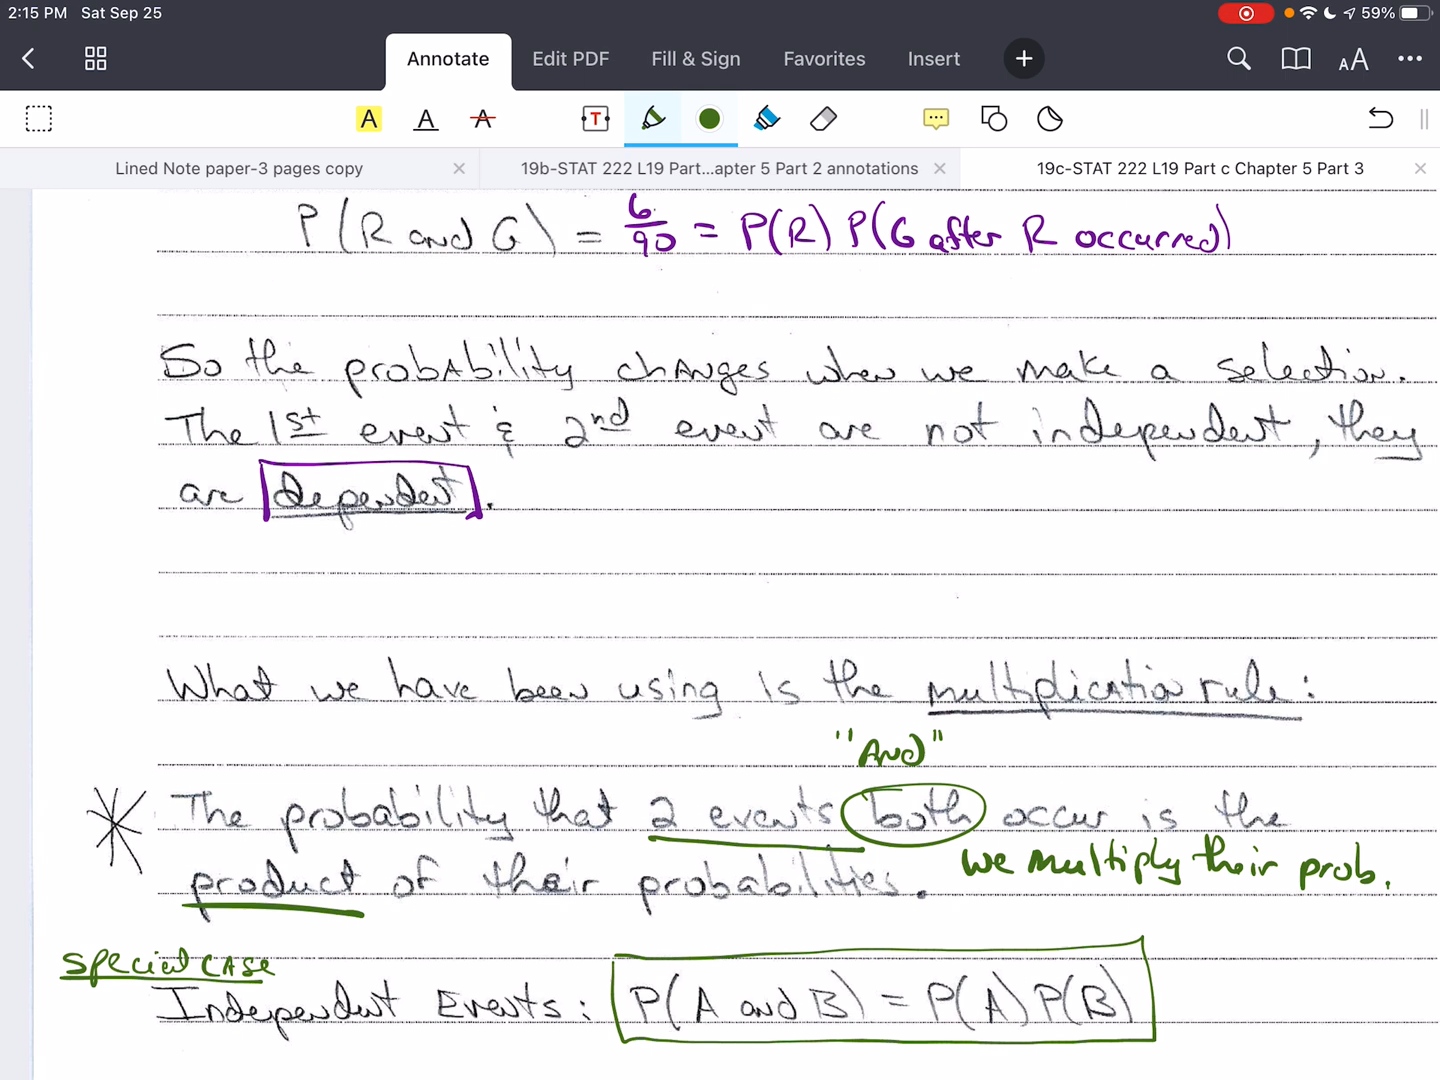 2:15 PM Sat Sep 25
59%
Annotate Edit PDF Fill & Sign Favorites Insert
Lined Note paper-3 pages copy
19b-STAT 222 L19 Part...apter 5 Part 2 annotations
19c-STAT 222 L19 Part c Chapter 5 Part 3
P(R and G) = 6/90 = P(R) P(G after R occurred)
So the probability changes when we make a selection.
The 1st event & 2nd event are not independent, they
are dependent.
What we have been using is the multiplication rule:
"And"
The probability that 2 events both occur is the
we multiply their prob.
product of their probabilities.
special case
Independent Events: P(A and B) = P(A)P(B)